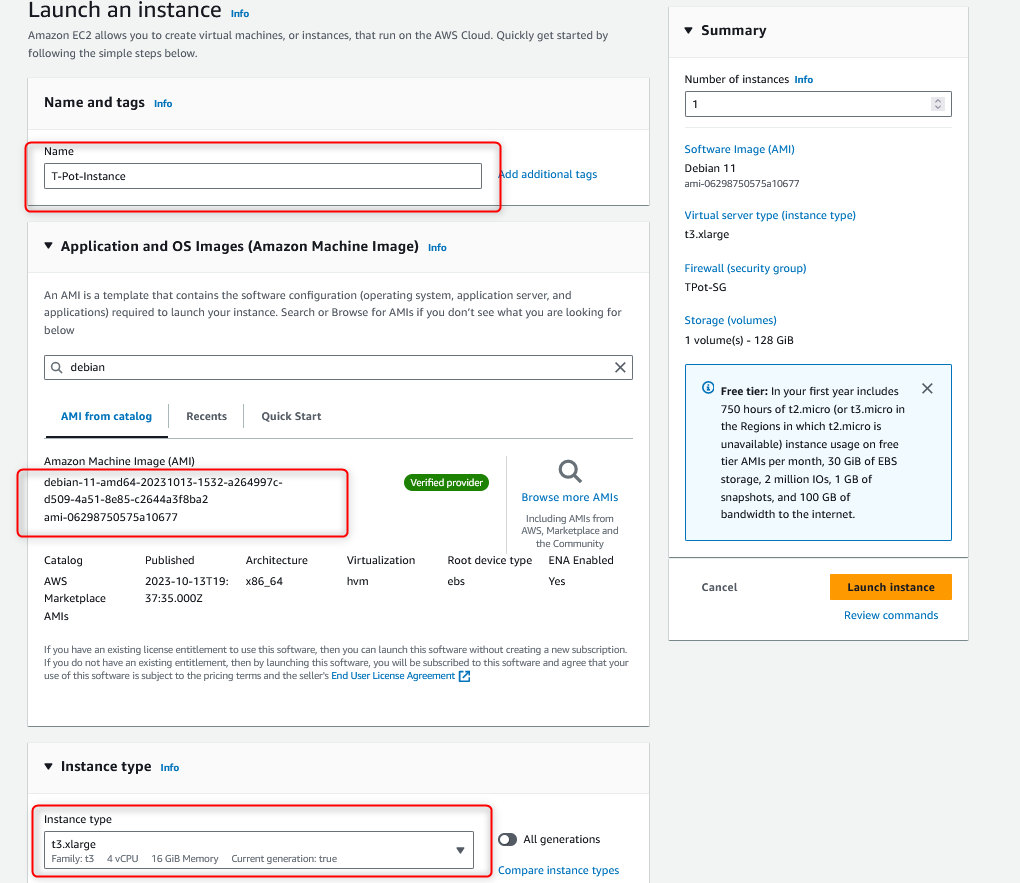 Launch an instance Info
Amazon EC2 allows you to create virtual machines, or instances, that run on the AWS Cloud. Quickly get started by
following the simple steps below.
Name and tags Info
Name
T-Pot-Instance
Add additional tags
Application and OS Images (Amazon Machine Image) Info
An AMI is a template that contains the software configuration (operating system, application server, and
applications) required to launch your instance. Search or Browse for AMIs if you don't see what you are looking for
below
debian
AMI from catalog
Recents
Quick Start
Amazon Machine Image (AMI)
debian-11-amd64-20231013-1532-a264997c-
d509-4a51-8e85-c2644a3f8ba2
ami-06298750575a10677
Verified provider
Browse more AMIs
Including AMIs from
AWS, Marketplace and
the Community
Catalog
AWS
Marketplace
AMIs
Published
2023-10-13T19:
37:35.000Z
Architecture
x86_64
Virtualization
hvm
Root device type
ebs
ENA Enabled
Yes
If you have an existing license entitlement to use this software, then you can launch this software without creating a new subscription.
If you do not have an existing entitlement, then by launching this software, you will be subscribed to this software and agree that your
use of this software is subject to the pricing terms and the seller's End User License Agreement
Instance type Info
Instance type
t3.xlarge
Family: t3 4 vCPU 16 GiB Memory Current generation: true
All generations
Compare instance types
Summary
Number of instances Info
1
Software Image (AMI)
Debian 11
ami-06298750575a10677
Virtual server type (instance type)
t3.xlarge
Firewall (security group)
TPot-SG
Storage (volumes)
1 volume(s) - 128 GiB
Free tier: In your first year includes
750 hours of t2.micro (or t3.micro in
the Regions in which t2.micro is
unavailable) instance usage on free
tier AMIs per month, 30 GiB of EBS
storage, 2 million IOs, 1 GB of
snapshots, and 100 GB of
bandwidth to the internet.
Cancel
Launch instance
Review commands